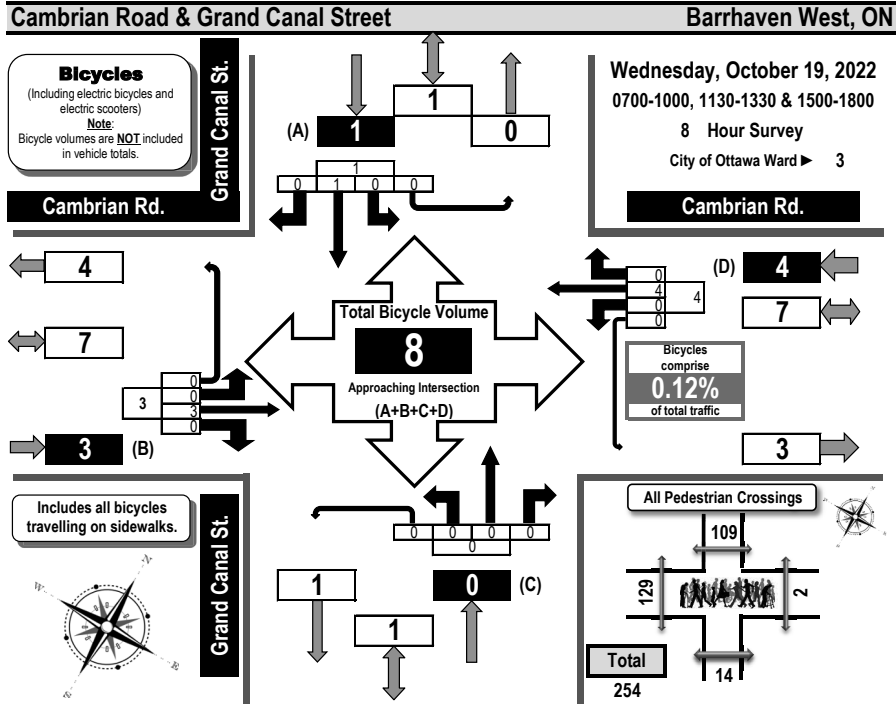 Cambrian Road & Grand Canal Street
Barrhaven West, ON
Bicycles
(Including electric bicycles and
electric scooters)
Note:
Bicycle volumes are NOT included
in vehicle totals.
Grand Canal St.
Cambrian Rd.
1
(A)
1
0
1
0 1 0 0
Wednesday, October 19, 2022
0700-1000, 1130-1330 & 1500-1800
8 Hour Survey
City of Ottawa Ward ► 3
Cambrian Rd.
4
7
0
0
3
0
3
3
(B)
Total Bicycle Volume
8
Approaching Intersection
(A+B+C+D)
0
4
0
0
4
(D)
4
7
Bicycles
comprise
0.12%
of total traffic
3
Includes all bicycles
travelling on sidewalks.
Grand Canal St.
N
W
E
S
0 0 0 0
0
1
0
(C)
1
All Pedestrian Crossings
109
129
2
14
Total
254